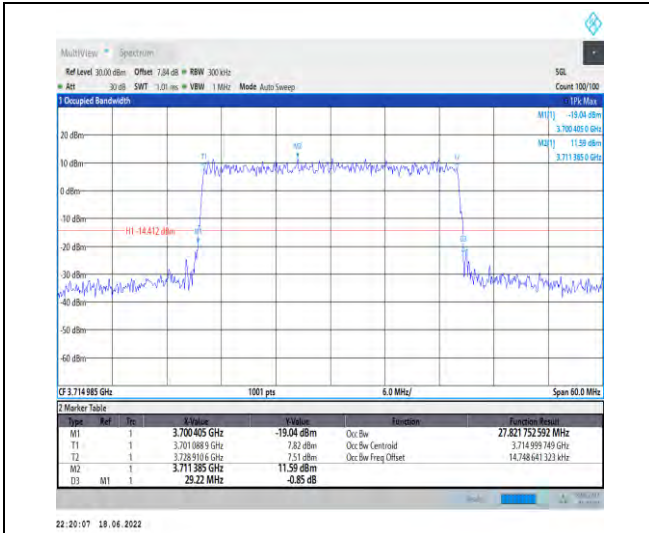 MultiView Spectrum
Ref Level 30.00 dBm Offset 7.84 dB RBW 300 kHz SGL
Att 30 dB SWT 1.01 ms VBW 1 MHz Mode Auto Sweep Count 100/100
1 Occupied Bandwidth 1Pk Max
M1[1] -19.04 dBm
3.700 405 0 GHz
M2[1] 11.59 dBm
3.711 385 0 GHz
20 dBm
10 dBm
0 dBm
-10 dBm
H1 -14.412 dBm
-20 dBm
-30 dBm
-40 dBm
-50 dBm
-60 dBm
T1
M2
CF 3.714 985 GHz 1001 pts 6.0 MHz/ Span 60.0 MHz
2 Marker Table
Type Ref Trc X-Value Y-Value Function Function Result
M1 1 3.700 405 GHz -19.04 dBm Occ Bw 27.821 752 592 MHz
T1 1 3.701 088 9 GHz 7.82 dBm Occ Bw Centroid 3.714 999 749 GHz
T2 1 3.728 910 6 GHz 7.51 dBm Occ Bw Freq Offset 14.748 641 323 kHz
M2 1 3.711 385 GHz 11.59 dBm
D3 M1 1 29.22 MHz -0.85 dB
22:20:07 18.06.2022